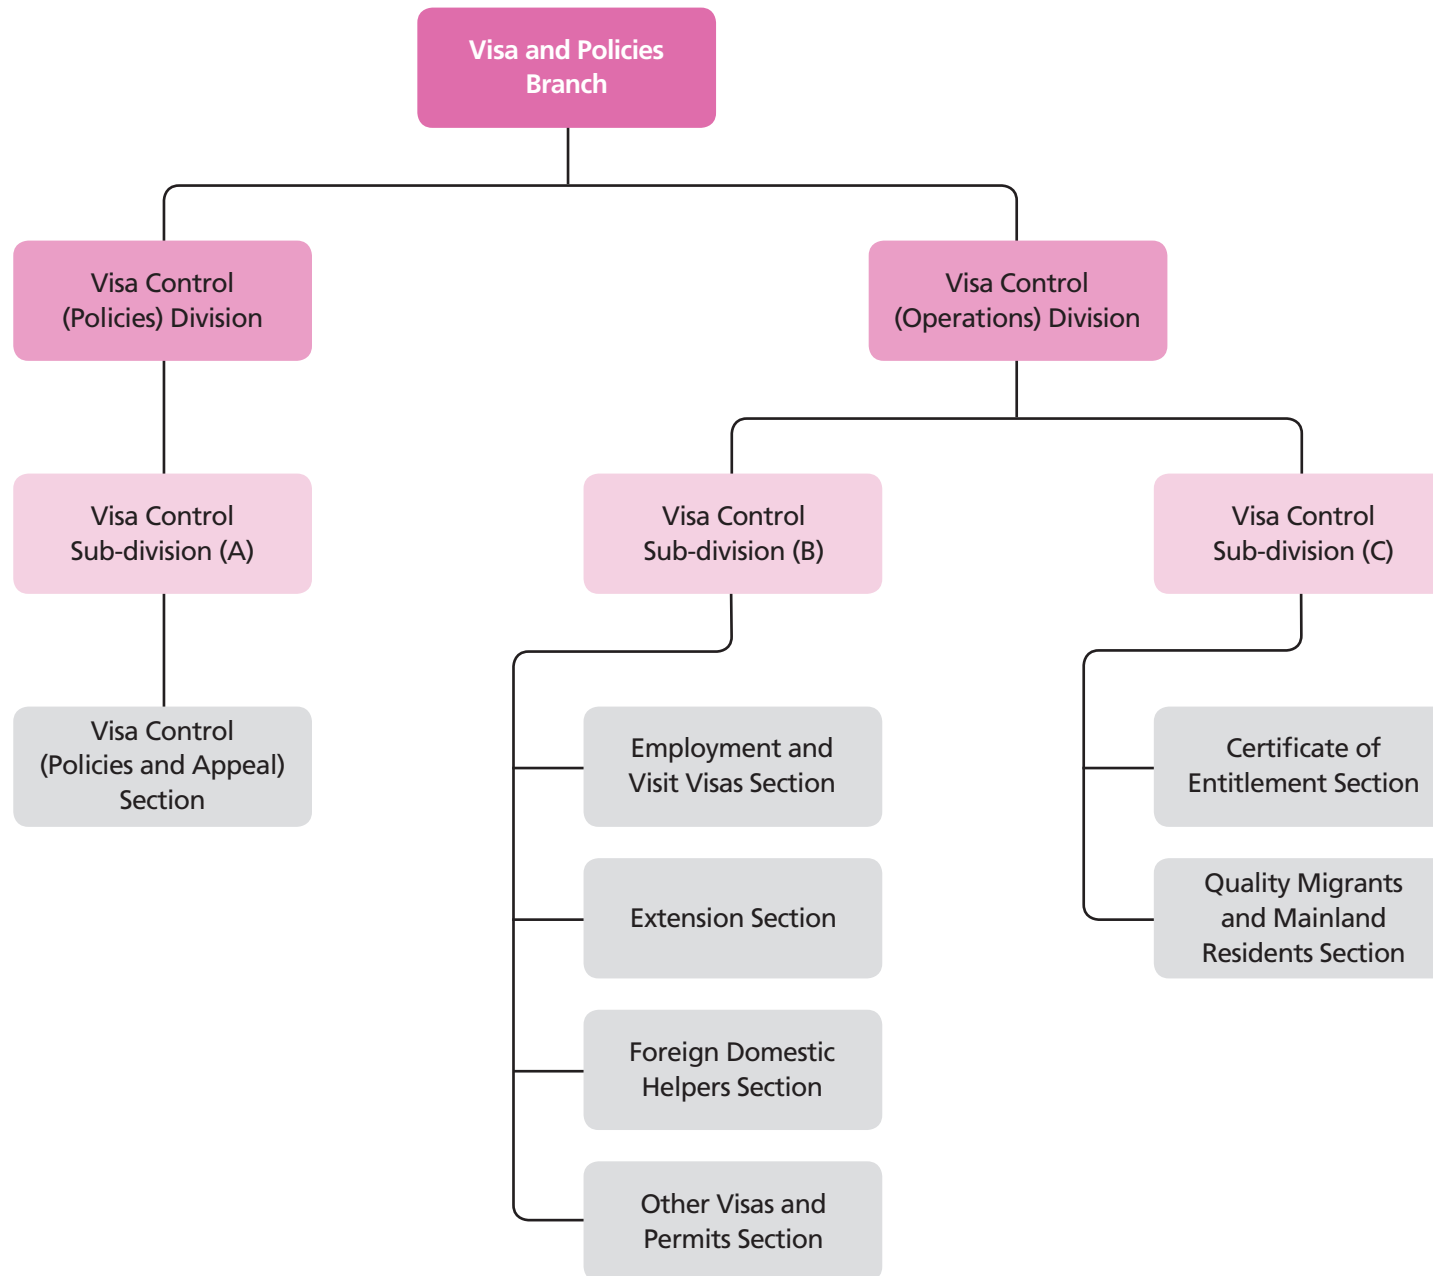 Visa and Policies
Branch
Visa Control
(Policies) Division
Visa Control
(Operations) Division
Visa Control
Sub-division (A)
Visa Control
Sub-division (B)
Visa Control
Sub-division (C)
Visa Control
(Policies and Appeal)
Section
Employment and
Visit Visas Section
Certificate of
Entitlement Section
Extension Section
Quality Migrants
and Mainland
Residents Section
Foreign Domestic
Helpers Section
Other Visas and
Permits Section